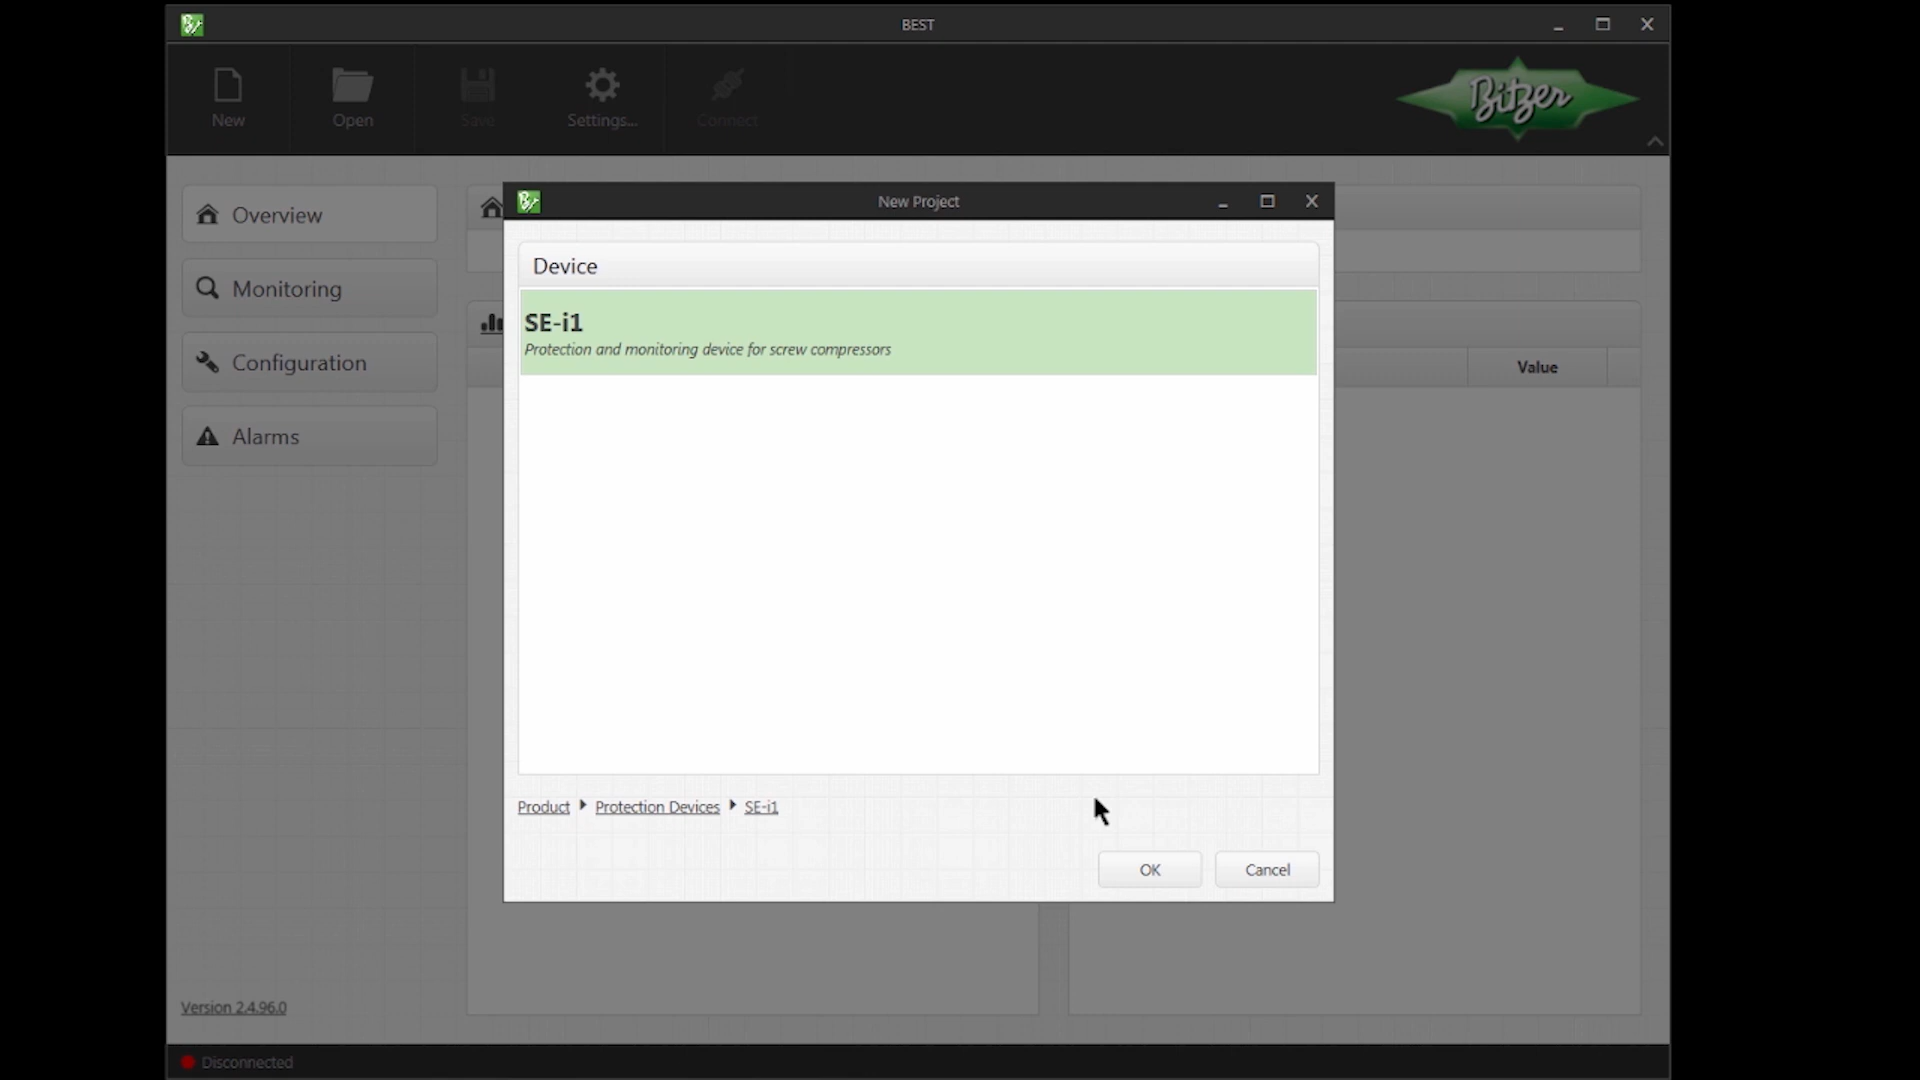 BEST
New
Open
Save
Settings...
Connect
Bitzer
Overview
Monitoring
Configuration
Alarms
New Project
Device
SE-i1
Protection and monitoring device for screw compressors
Value
Product
Protection Devices
SE-i1
OK
Cancel
Version 2.4.96.0
Disconnected